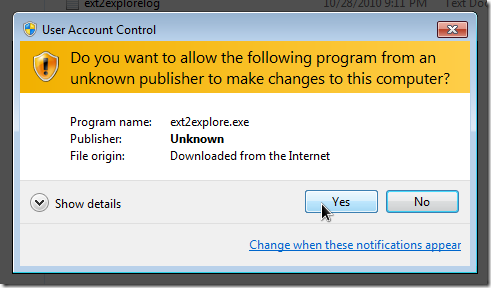 ext2explorelog 10/28/2010 9:11 PM Text Do
User Account Control
Do you want to allow the following program from an
unknown publisher to make changes to this computer?
Program name: ext2explore.exe
Publisher: Unknown
File origin: Downloaded from the Internet
Show details Yes No
Change when these notifications appear